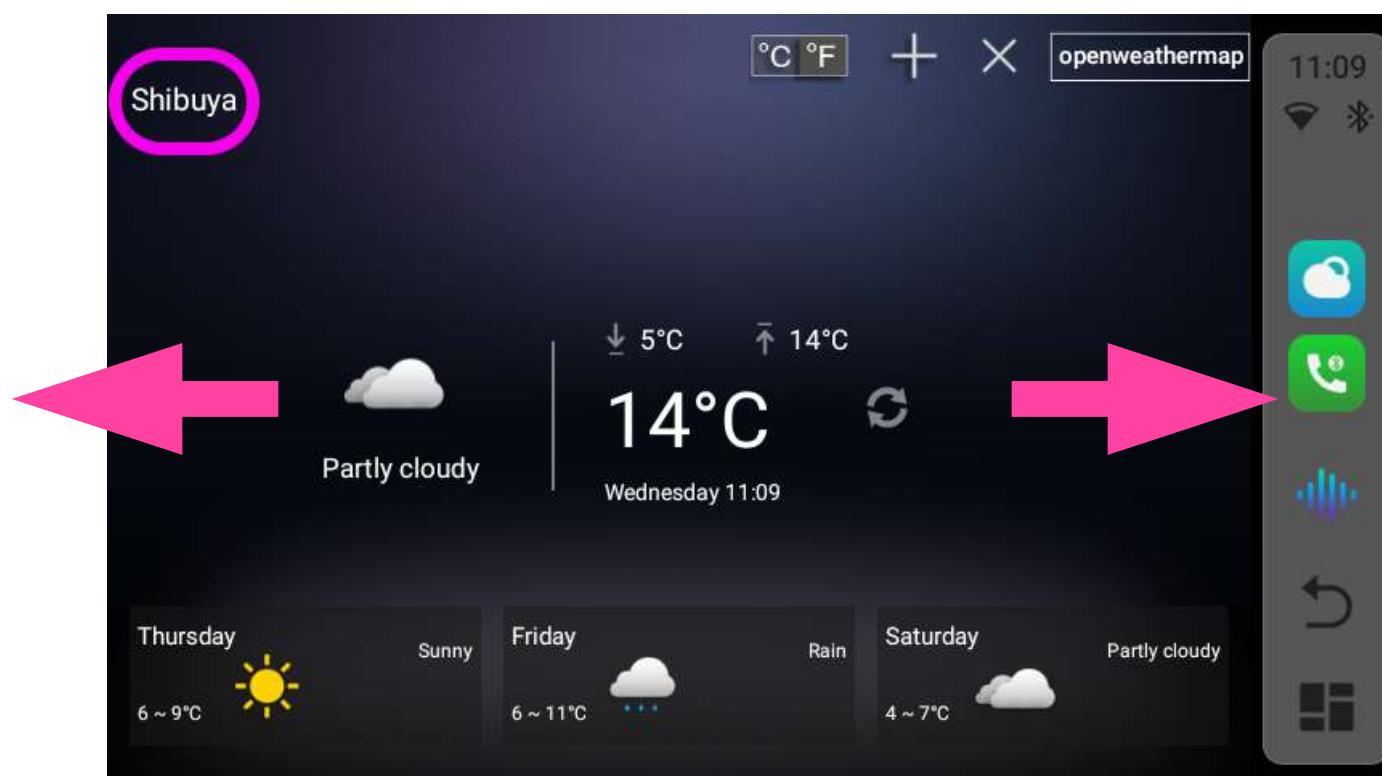 Shibuya
°C °F
openweathermap
11:09
5°C
14°C
14°C
Partly cloudy
Wednesday 11:09
Thursday
Sunny
6 ~ 9°C
Friday
Rain
6 ~ 11°C
Saturday
Partly cloudy
4 ~ 7°C